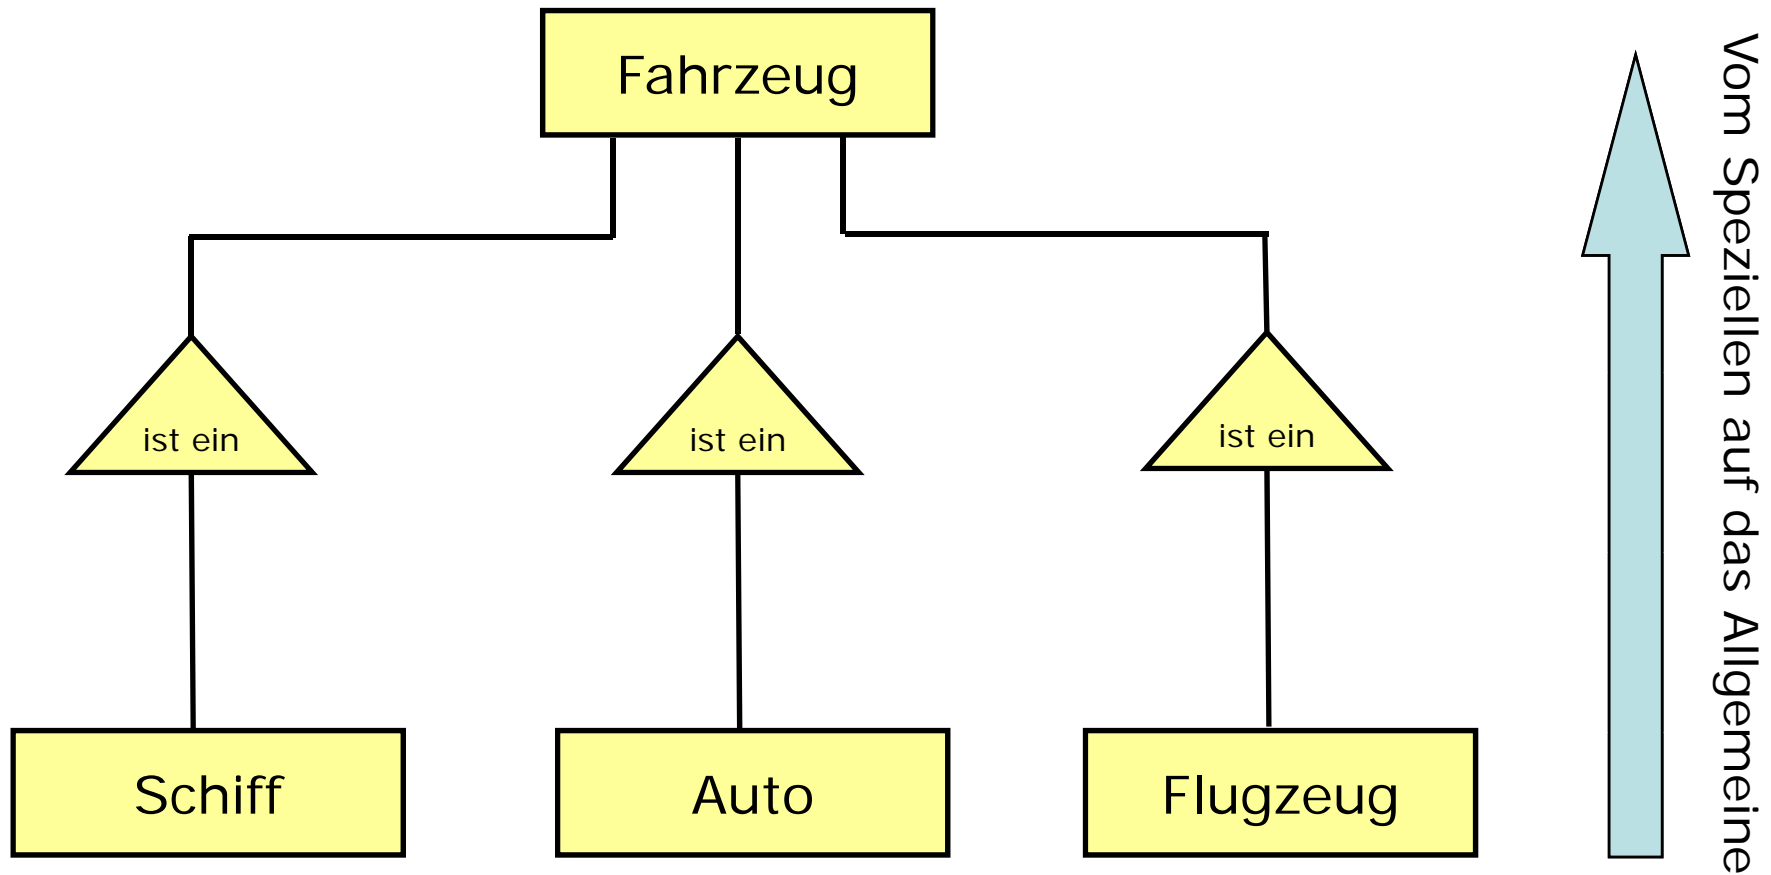 Fahrzeug
ist ein
ist ein
ist ein
Schiff
Auto
Flugzeug
Vom Speziellen auf das Allgemeine